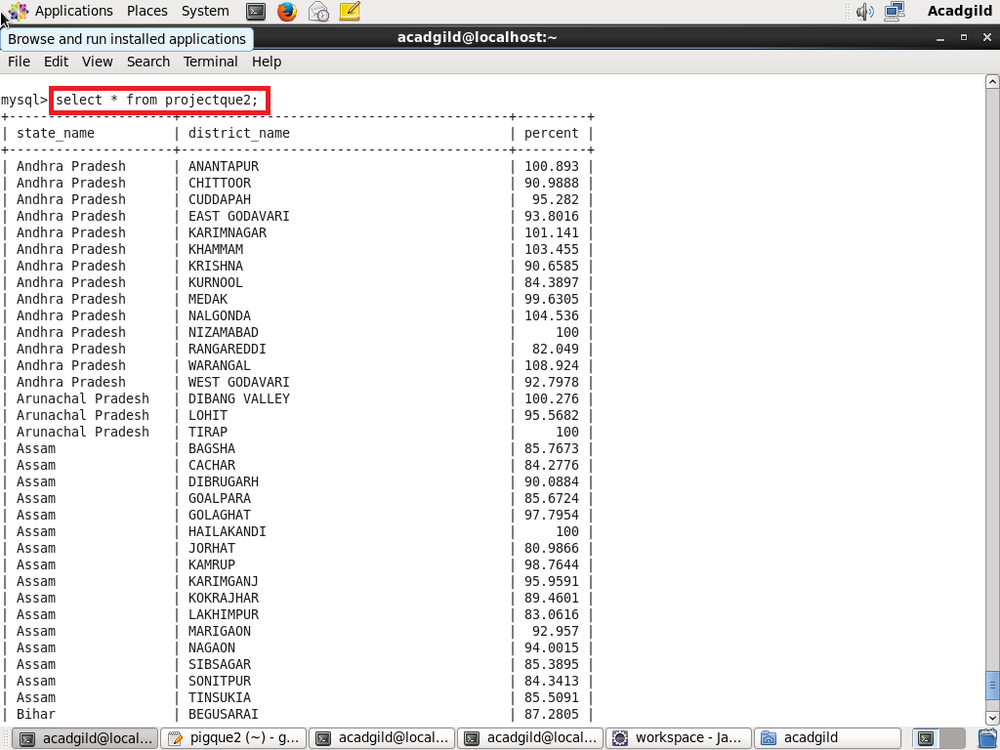 Applications Places System Acadgild
Browse and run installed applications
acadgild@localhost:~
File Edit View Search Terminal Help
mysql> select * from projectque2;
+---------------------+------------------------------------------+---------+
| state_name | district_name | percent |
+---------------------+------------------------------------------+---------+
| Andhra Pradesh | ANANTAPUR | 100.893 |
| Andhra Pradesh | CHITTOOR | 90.9888 |
| Andhra Pradesh | CUDDAPAH | 95.282 |
| Andhra Pradesh | EAST GODAVARI | 93.8016 |
| Andhra Pradesh | KARIMNAGAR | 101.141 |
| Andhra Pradesh | KHAMMAM | 103.455 |
| Andhra Pradesh | KRISHNA | 90.6585 |
| Andhra Pradesh | KURNOOL | 84.3897 |
| Andhra Pradesh | MEDAK | 99.6305 |
| Andhra Pradesh | NALGONDA | 104.536 |
| Andhra Pradesh | NIZAMABAD | 100 |
| Andhra Pradesh | RANGAREDDI | 82.049 |
| Andhra Pradesh | WARANGAL | 108.924 |
| Andhra Pradesh | WEST GODAVARI | 92.7978 |
| Arunachal Pradesh | DIBANG VALLEY | 100.276 |
| Arunachal Pradesh | LOHIT | 95.5682 |
| Arunachal Pradesh | TIRAP | 100 |
| Assam | BAGSHA | 85.7673 |
| Assam | CACHAR | 84.2776 |
| Assam | DIBRUGARH | 90.0884 |
| Assam | GOALPARA | 85.6724 |
| Assam | GOLAGHAT | 97.7954 |
| Assam | HAILAKANDI | 100 |
| Assam | JORHAT | 80.9866 |
| Assam | KAMRUP | 98.7644 |
| Assam | KARIMGANJ | 95.9591 |
| Assam | KOKRAJHAR | 89.4601 |
| Assam | LAKHIMPUR | 83.0616 |
| Assam | MARIGAON | 92.957 |
| Assam | NAGAON | 94.0015 |
| Assam | SIBSAGAR | 85.3895 |
| Assam | SONITPUR | 84.3413 |
| Assam | TINSUKIA | 85.5091 |
| Bihar | BEGUSARAI | 87.2805 |
acadgild@local... pigque2 (~) - g... acadgild@local... acadgild@local... workspace - Ja... acadgild